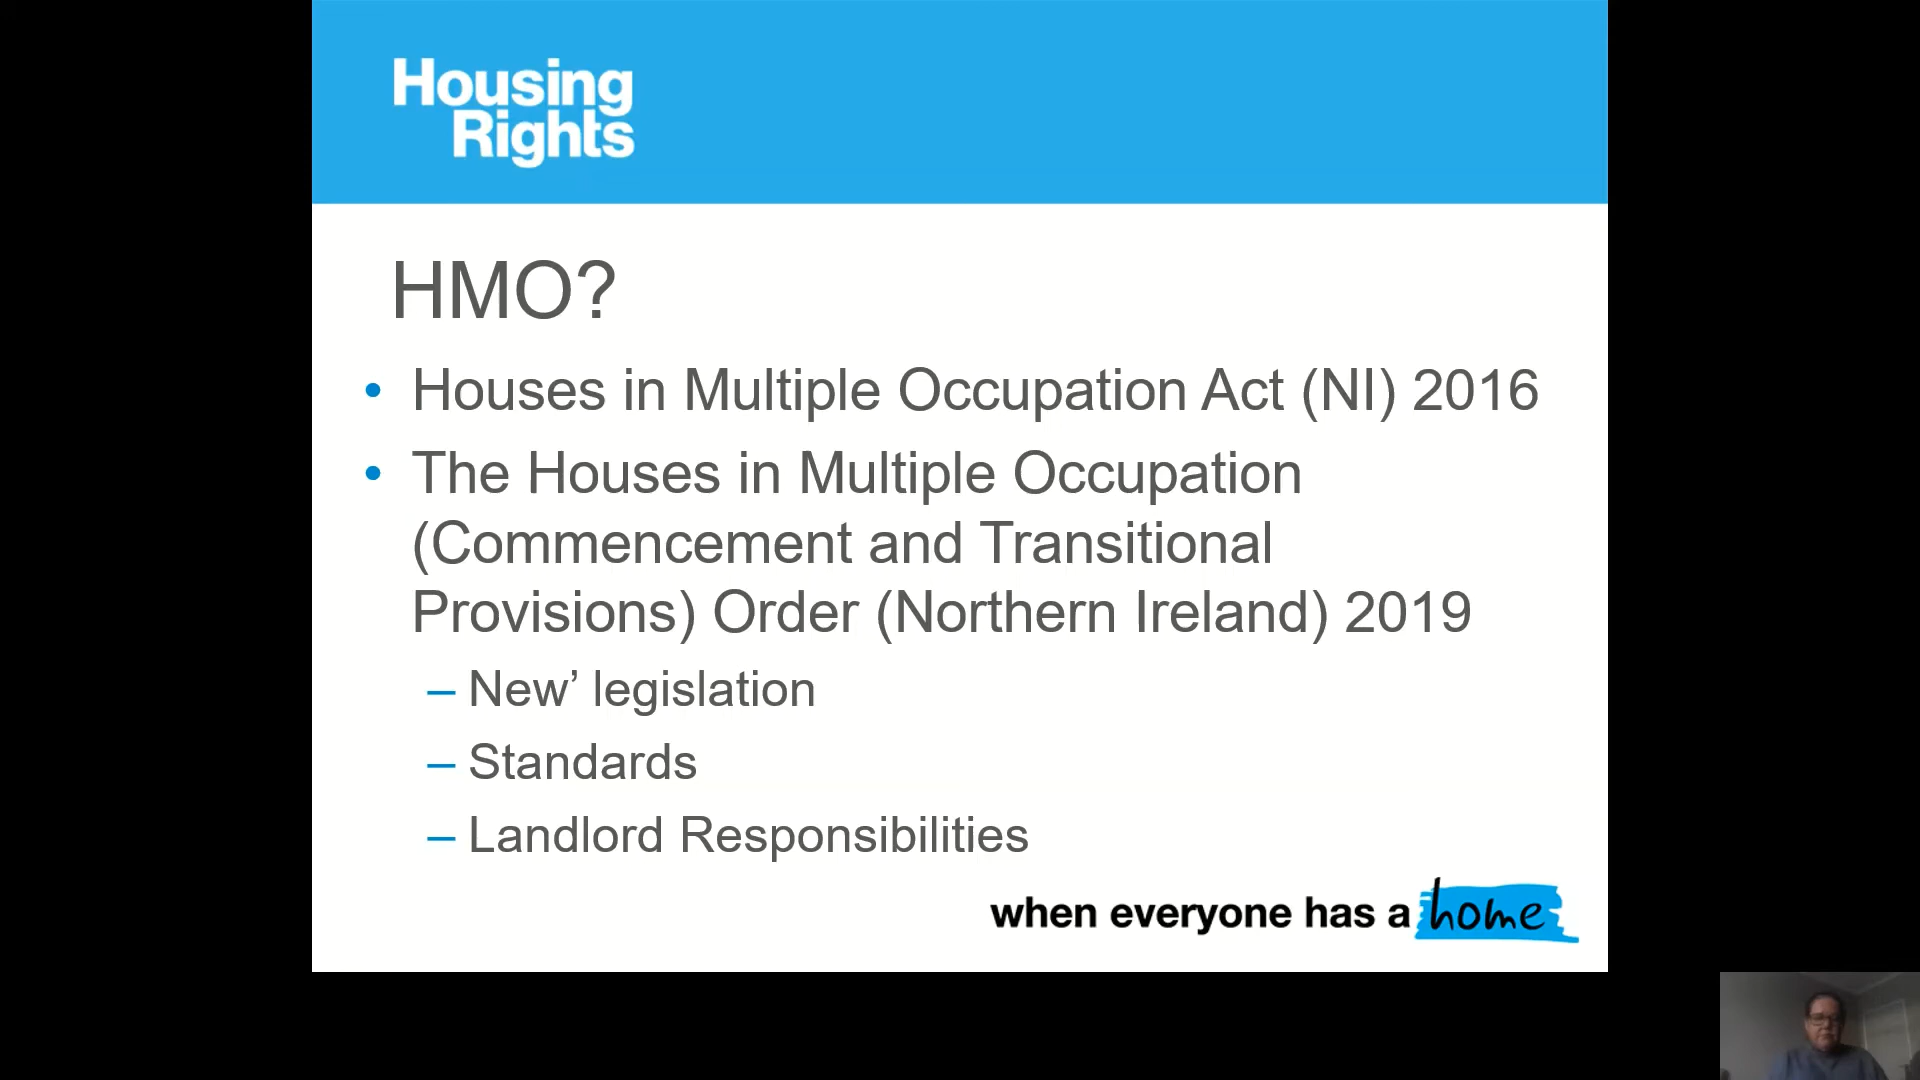 Housing
Rights
HMO?
• Houses in Multiple Occupation Act (NI) 2016
• The Houses in Multiple Occupation
(Commencement and Transitional
Provisions) Order (Northern Ireland) 2019
– New’ legislation
– Standards
– Landlord Responsibilities
when everyone has a home